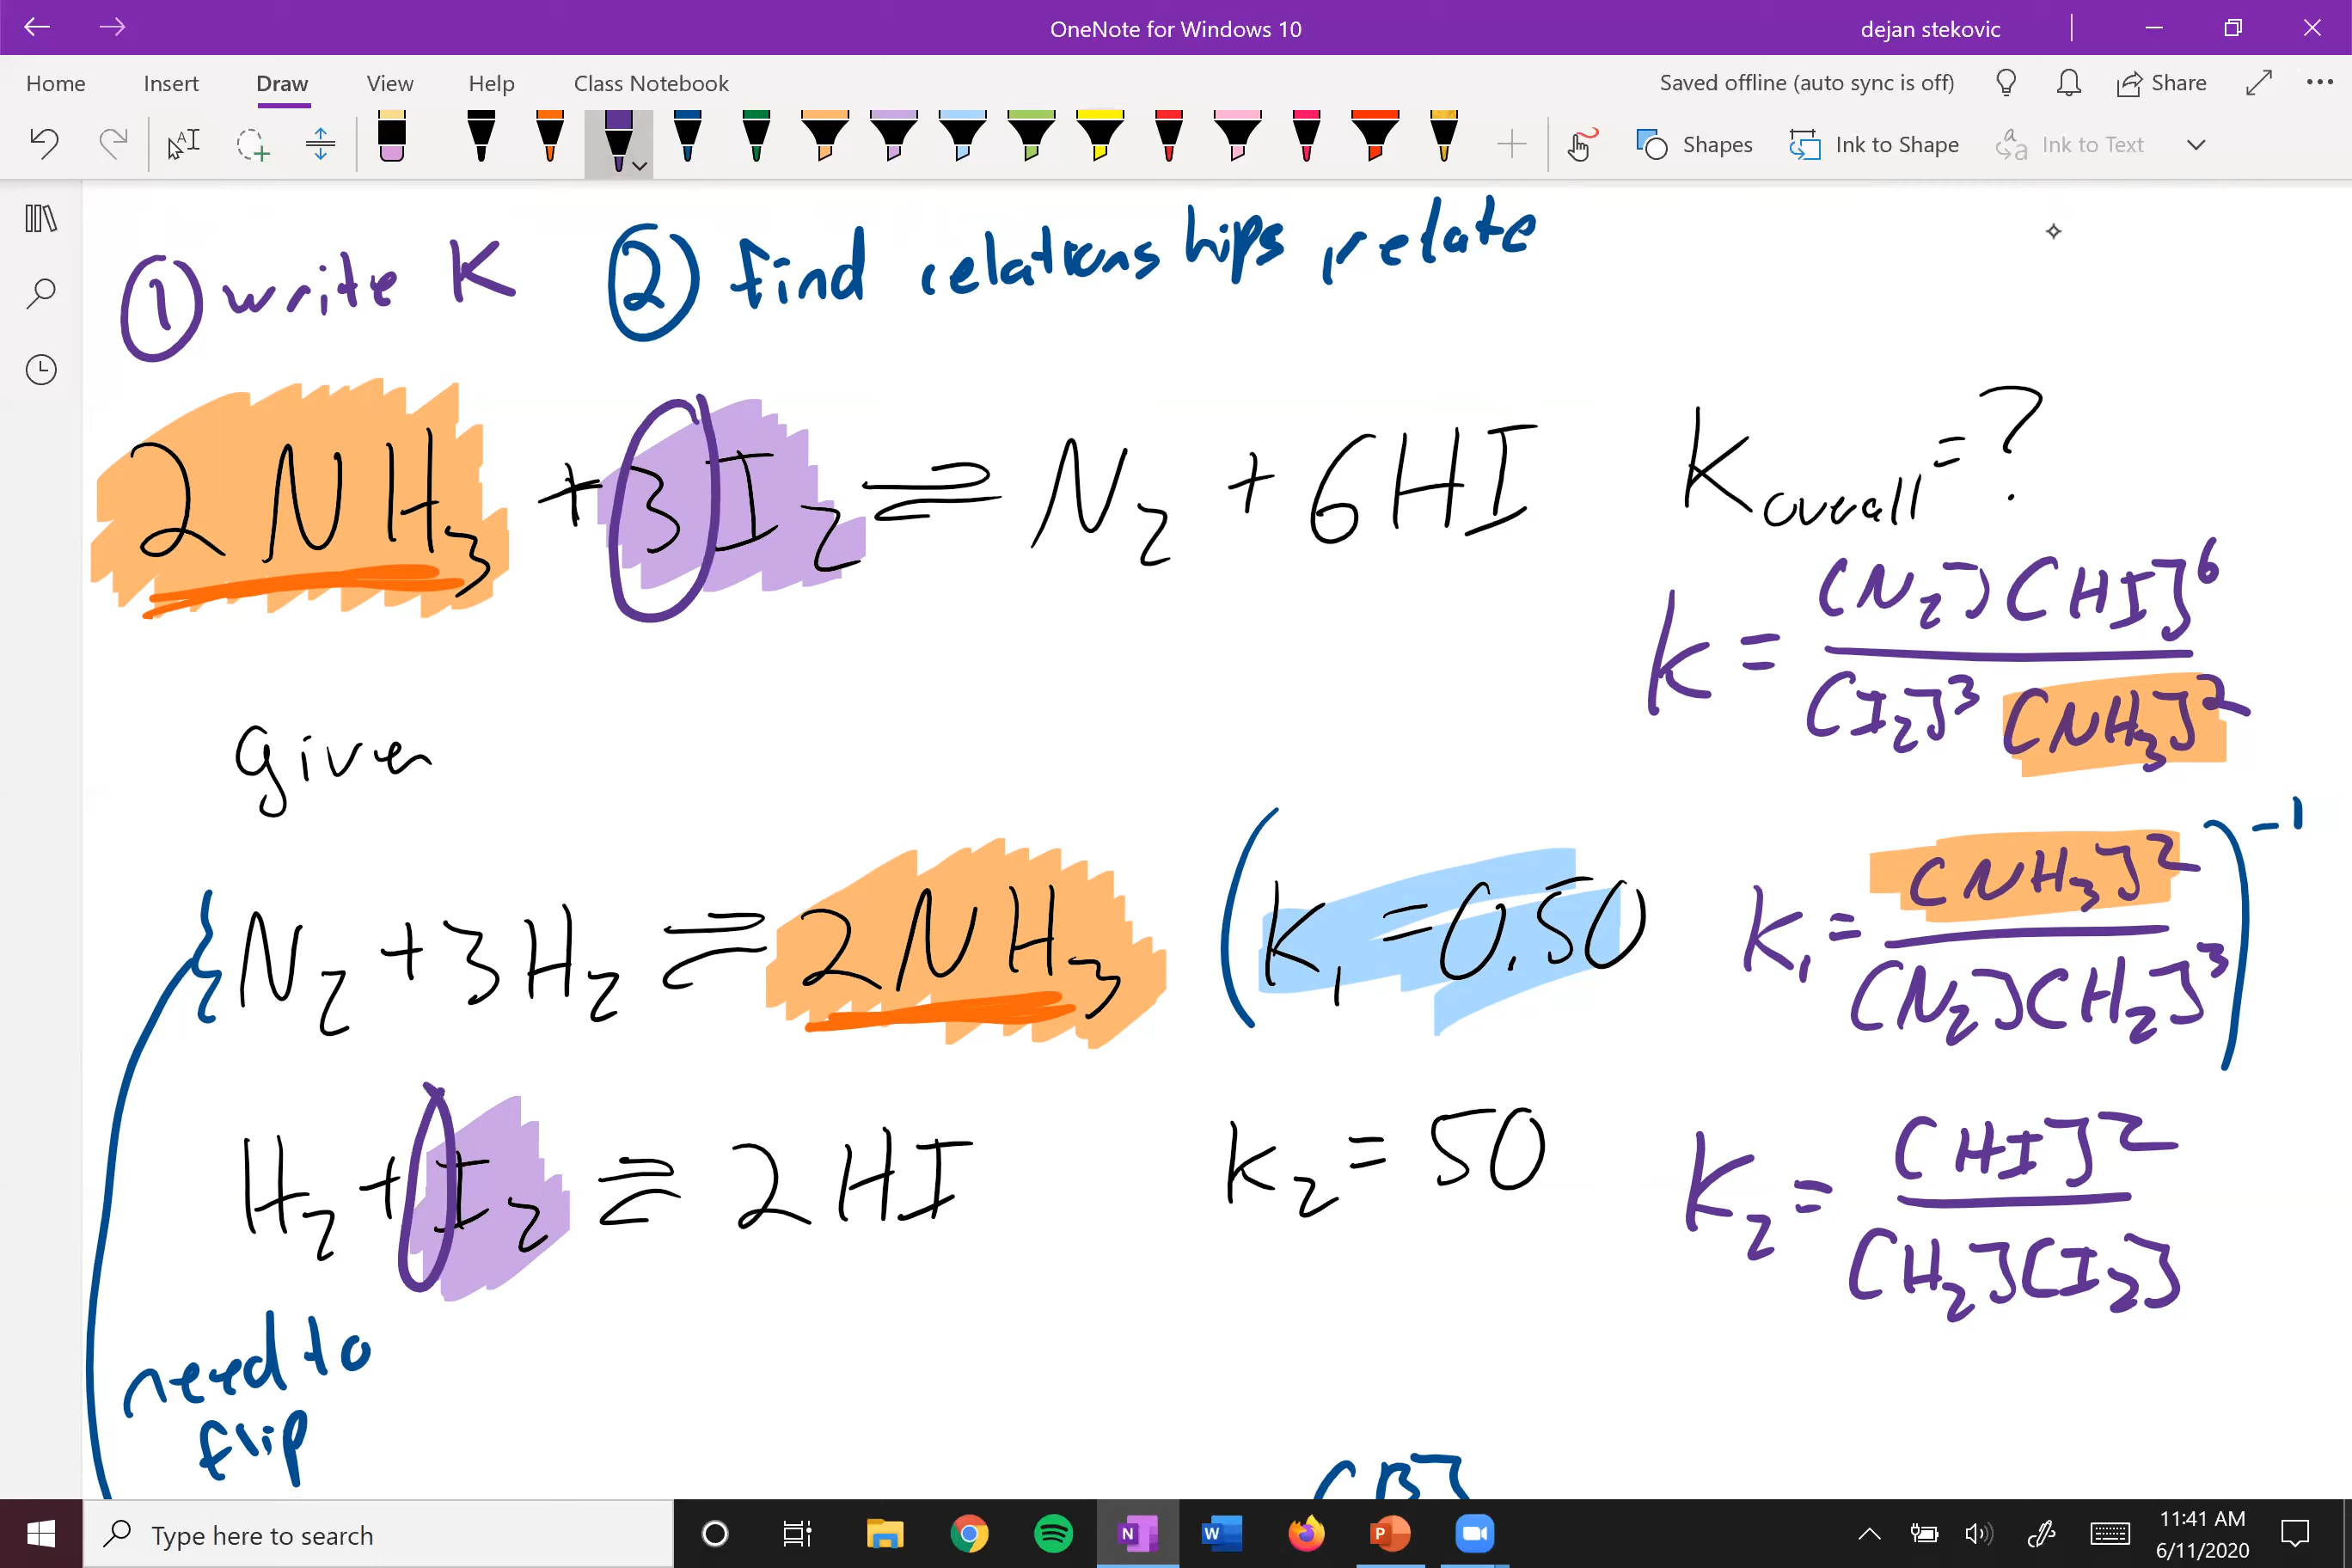 OneNote for Windows 10 dejan stekovic
Home Insert Draw View Help Class Notebook Saved offline (auto sync is off) Share
Shapes Ink to Shape Ink to Text
① write K ② find relationships relate
2NH₃ + 3I₂ ⇌ N₂ + 6HI K overall = ?
K = [N₂][HI]⁶ / [I₂]³[NH₃]²
given
N₂ + 3H₂ ⇌ 2NH₃ (K₁ = 0.50 K₁ = [NH₃]² / [N₂][H₂]³)⁻¹
H₂ + I₂ ⇌ 2HI K₂ = 50 K₂ = [HI]² / [H₂][I₂]
need to
flip
[B]
Type here to search
11:41 AM
6/11/2020